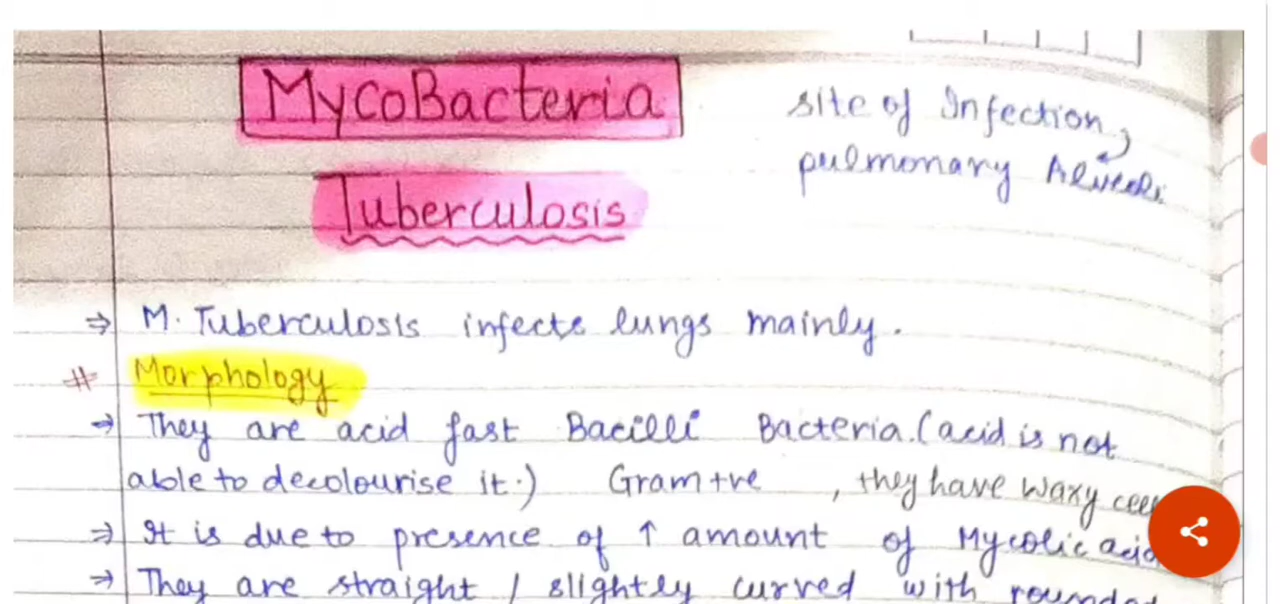 MycoBacteria
Tuberculosis
site of Infection,
pulmonary Alveoli.
⇒ M. Tuberculosis infects lungs mainly.
# Morphology
⇒ They are acid fast Bacilli Bacteria. (acid is not
able to decolourise it.) Gram +ve , they have waxy
⇒ It is due to presence of ↑ amount of Mycolic acid
⇒ They are straight / slightly curved with rounded